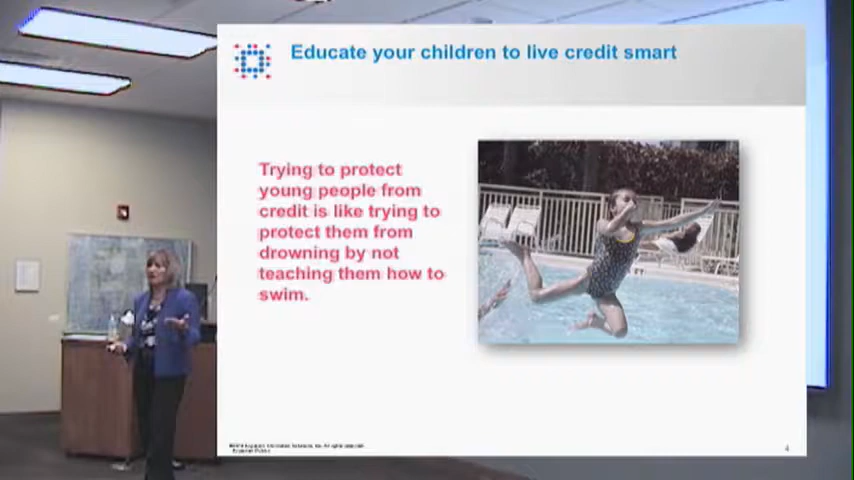 Educate your children to live credit smart
Trying to protect
young people from
credit is like trying to
protect them from
drowning by not
teaching them how to
swim.
4